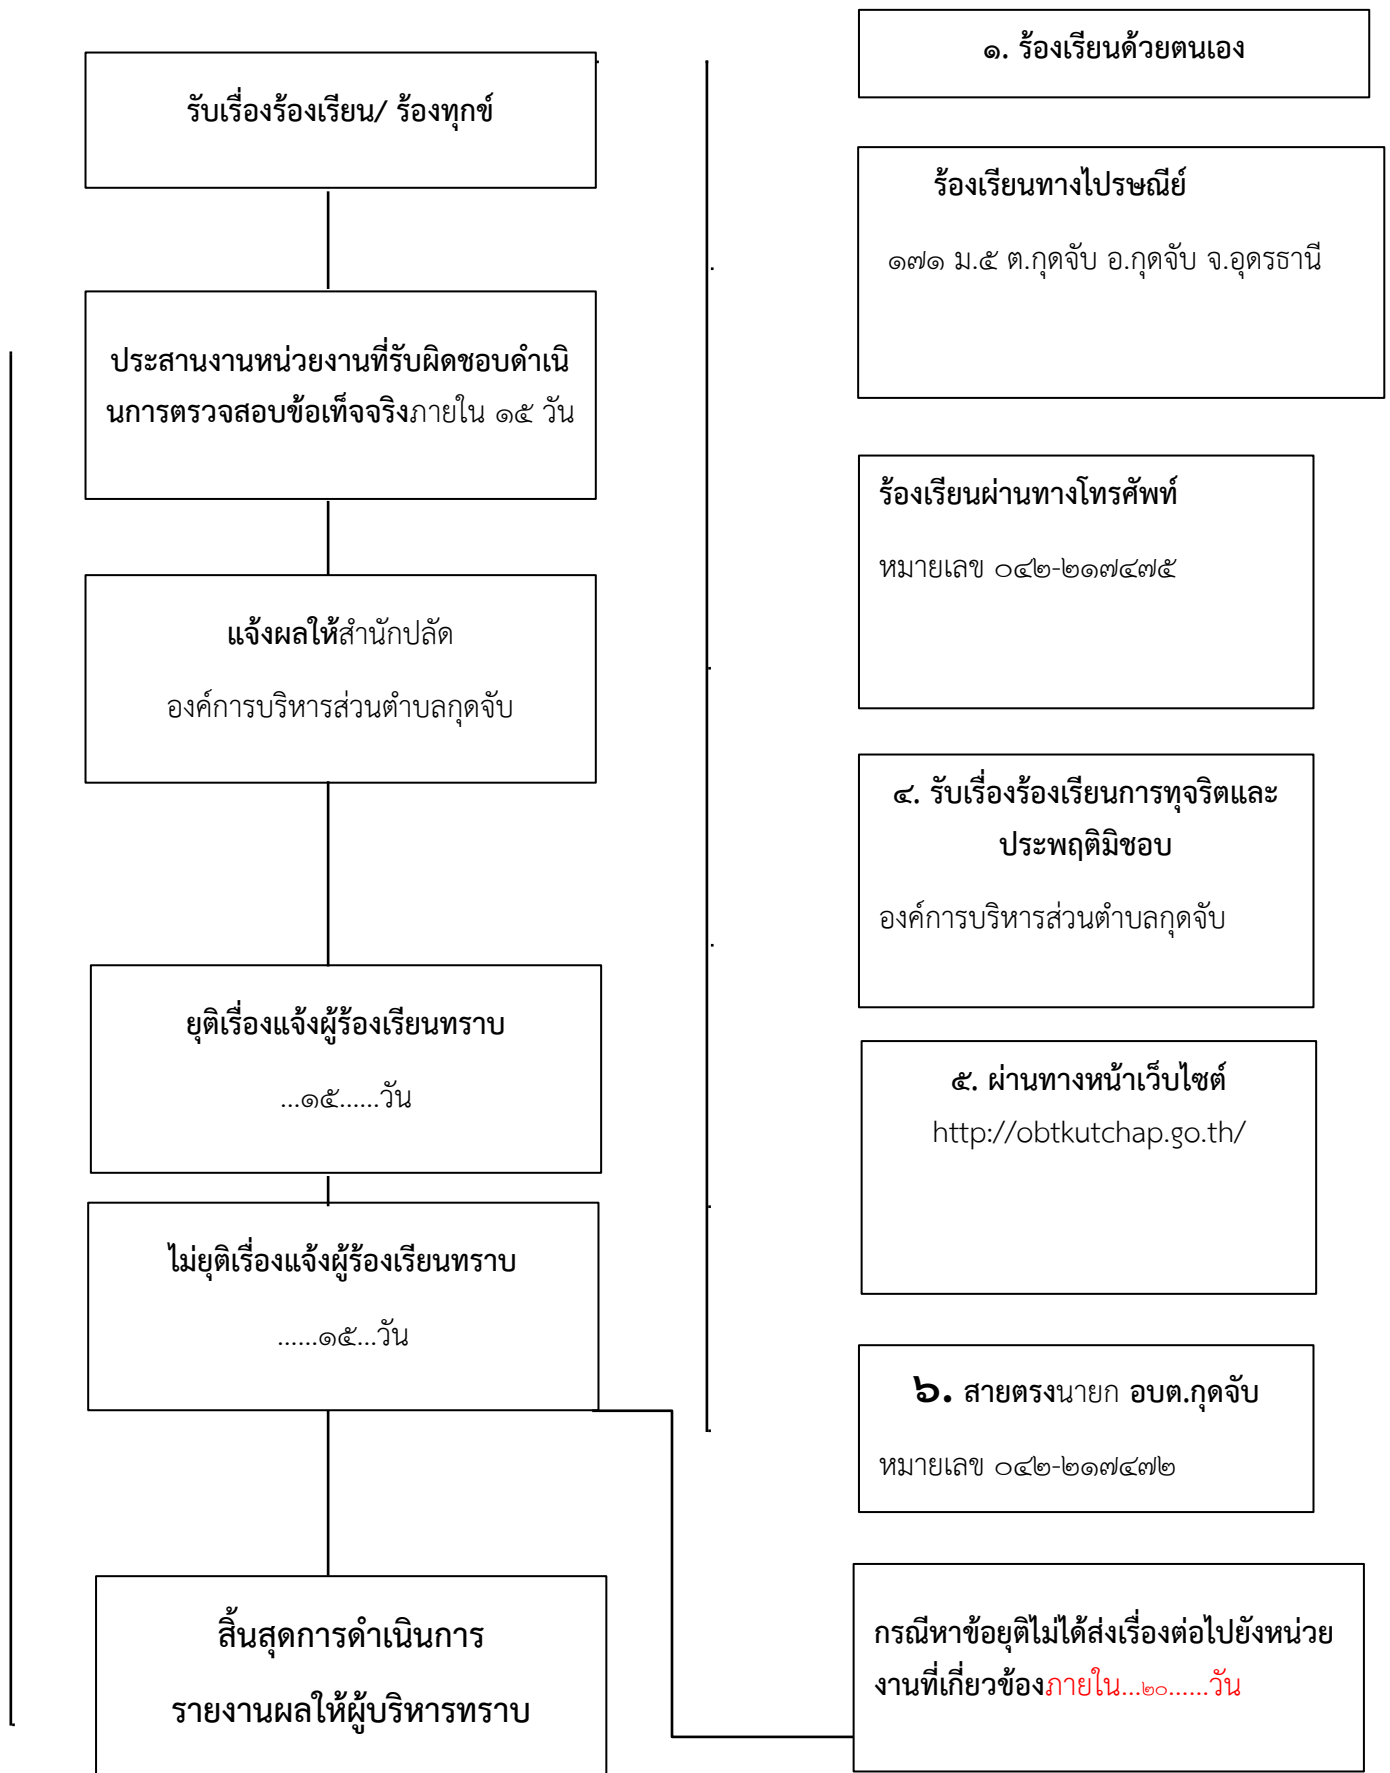 รับเรื่องร้องเรียน/ ร้องทุกข์
ประสานงานหน่วยงานที่รับผิดชอบดำเนิ
นการตรวจสอบข้อเท็จจริงภายใน ๑๕ วัน
แจ้งผลให้สำนักปลัด
องค์การบริหารส่วนตำบลกุดจับ
ยุติเรื่องแจ้งผู้ร้องเรียนทราบ
...๑๕......วัน
ไม่ยุติเรื่องแจ้งผู้ร้องเรียนทราบ
......๑๕...วัน
สิ้นสุดการดำเนินการ
รายงานผลให้ผู้บริหารทราบ
๑. ร้องเรียนด้วยตนเอง
ร้องเรียนทางไปรษณีย์
๑๗๑ ม.๕ ต.กุดจับ อ.กุดจับ จ.อุดรธานี
ร้องเรียนผ่านทางโทรศัพท์
หมายเลข ๐๔๒-๒๑๗๔๗๕
๔. รับเรื่องร้องเรียนการทุจริตและ
ประพฤติมิชอบ
องค์การบริหารส่วนตำบลกุดจับ
๕. ผ่านทางหน้าเว็บไซต์
http://obtkutchap.go.th/
๖. สายตรงนายก อบต.กุดจับ
หมายเลข ๐๔๒-๒๑๗๔๗๒
กรณีหาข้อยุติไม่ได้ส่งเรื่องต่อไปยังหน่วย
งานที่เกี่ยวข้องภายใน...๒๐......วัน